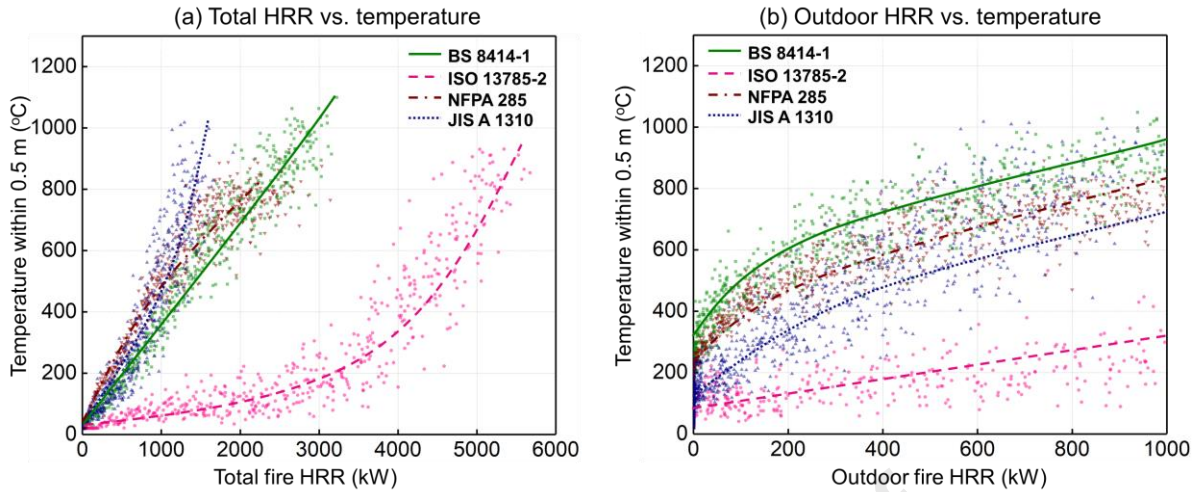 (a) Total HRR vs. temperature
Temperature within 0.5 m (°C)
1200
1000
800
600
400
200
0
BS 8414-1
ISO 13785-2
NFPA 285
JIS A 1310
0 1000 2000 3000 4000 5000 6000
Total fire HRR (kW)
(b) Outdoor HRR vs. temperature
Temperature within 0.5 m (°C)
1200
1000
800
600
400
200
0
BS 8414-1
ISO 13785-2
NFPA 285
JIS A 1310
0 200 400 600 800 1000
Outdoor fire HRR (kW)